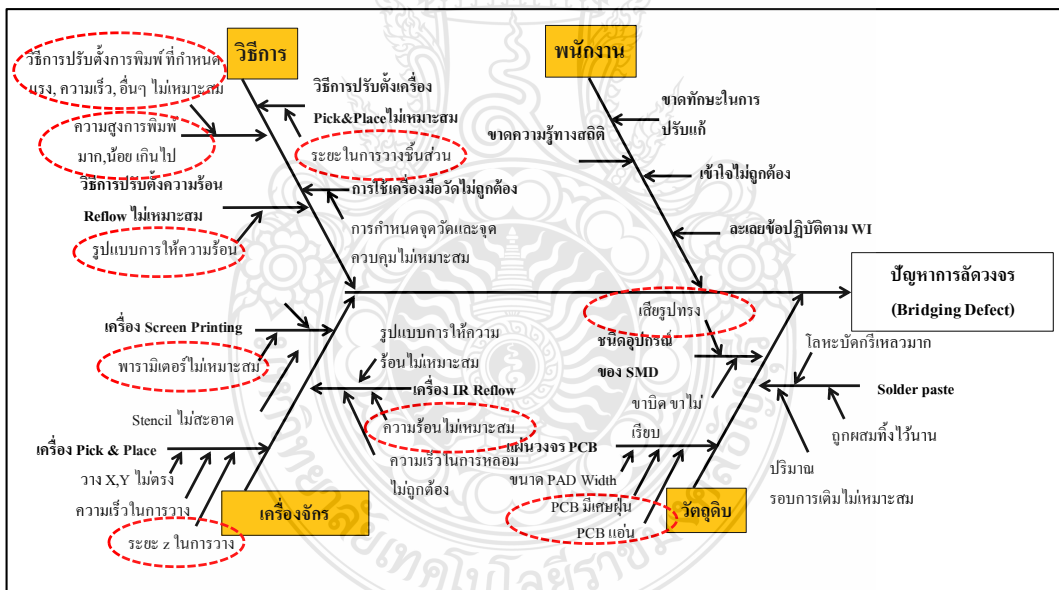 วิธีการ
พนักงาน
วิธีการปรับตั้งการพิมพ์ ที่กำหนด
แรง, ความเร็ว, อื่นๆ ไม่เหมาะสม
ความสูงการพิมพ์
มาก,น้อย เกินไป
วิธีการปรับตั้งเครื่อง
Pick&Place ไม่เหมาะสม
ระยะในการวางชิ้นส่วน
วิธีการปรับตั้งความร้อน
Reflow ไม่เหมาะสม
รูปแบบการให้ความร้อน
การใช้เครื่องมือวัดไม่ถูกต้อง
การกำหนดจุดวัดและจุด
ควบคุมไม่เหมาะสม
ขาดทักษะในการ
ปรับแก้
ขาดความรู้ทางสถิติ
เข้าใจไม่ถูกต้อง
ละเลยข้อปฏิบัติตาม WI
ปัญหาการลัดวงจร
(Bridging Defect)
เครื่อง Screen Printing
พารามิเตอร์ไม่เหมาะสม
Stencil ไม่สะอาด
รูปแบบการให้ความ
ร้อนไม่เหมาะสม
เครื่อง IR Reflow
ความร้อนไม่เหมาะสม
ความเร็วในการหลอม
ไม่ถูกต้อง
เครื่อง Pick & Place
วาง X,Y ไม่ตรง
ความเร็วในการวาง
ระยะ z ในการวาง
เครื่องจักร
เสียรูปทรง
ชนิดอุปกรณ์
ของ SMD
ขาบิด ขาไม่
เรียบ
แผ่นวงจร PCB
ขนาด PAD Width
PCB มีเศษฝุ่น
PCB แอ่น
โลหะบัดกรีเหลวมาก
Solder paste
ถูกผสมทิ้งไว้นาน
ปริมาณ
รอบการเติมไม่เหมาะสม
วัตถุดิบ